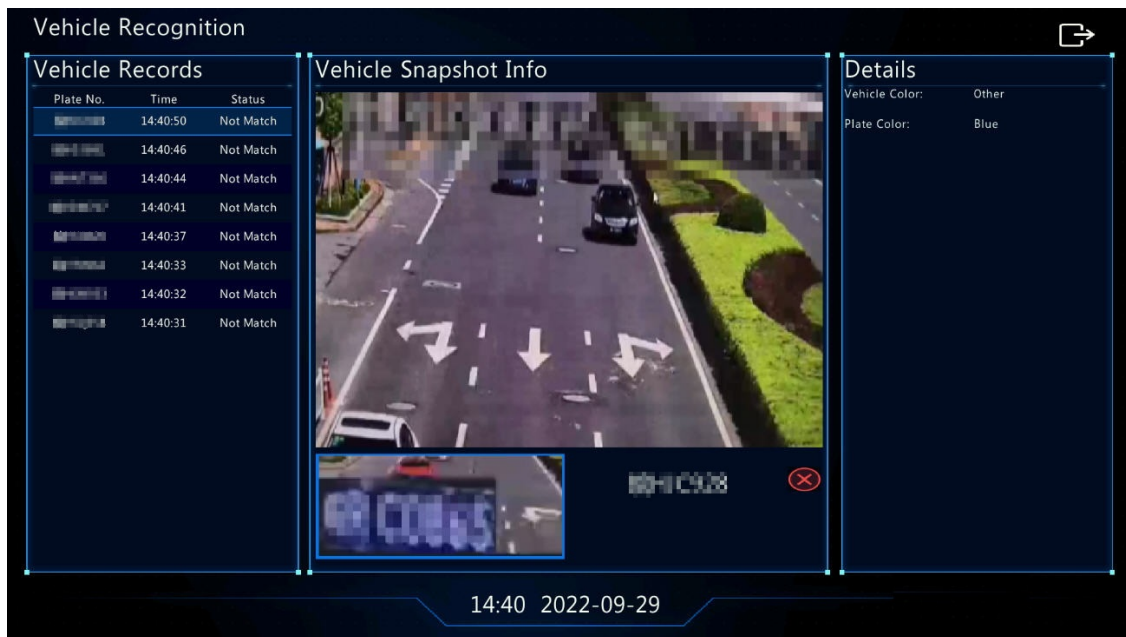 Vehicle Recognition
Vehicle Records
Plate No. Time Status
14:40:50 Not Match
14:40:46 Not Match
14:40:44 Not Match
14:40:41 Not Match
14:40:37 Not Match
14:40:33 Not Match
14:40:32 Not Match
14:40:31 Not Match
Vehicle Snapshot Info
Details
Vehicle Color: Other
Plate Color: Blue
14:40 2022-09-29